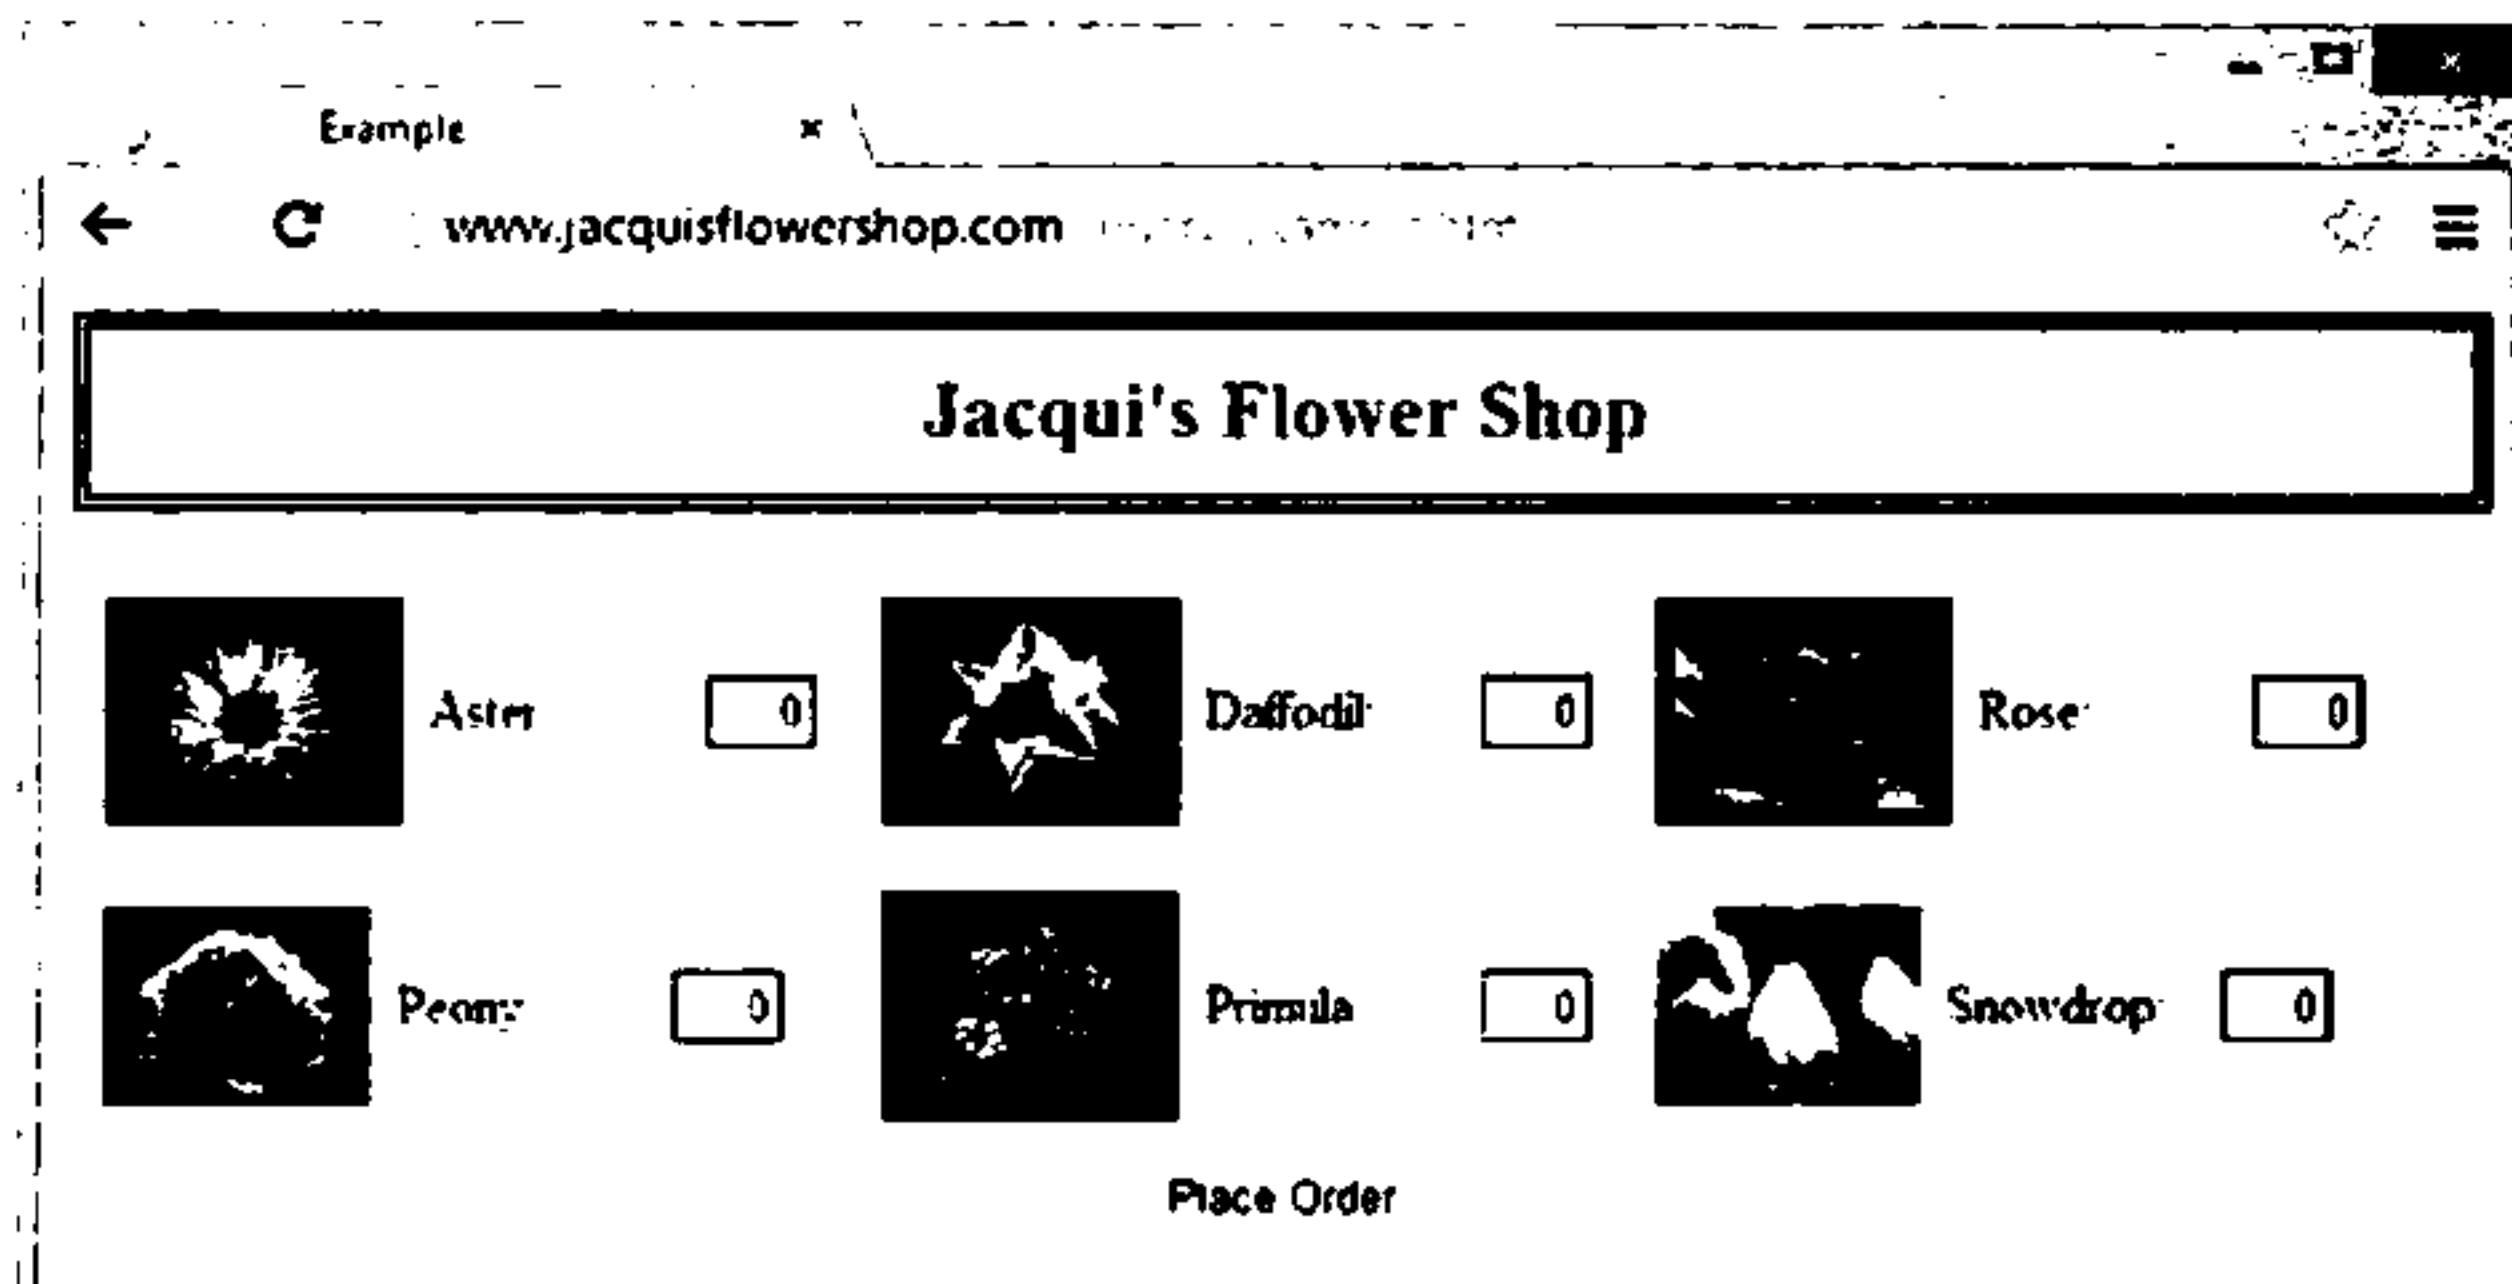 Example
www.jacquisflowershop.com
Jacqui's Flower Shop
Aster 0 Daffodil 0 Rose 0
Peony 0 Primula 0 Snowdrop 0
Place Order